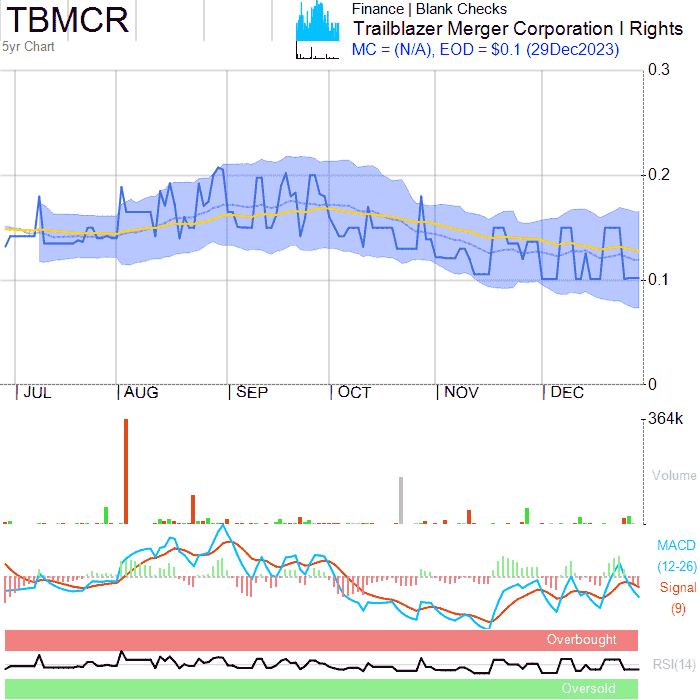 TBMCR
5yr Chart
Finance | Blank Checks
Trailblazer Merger Corporation I Rights
MC = (N/A), EOD = $0.1 (29Dec2023)
0.3
0.2
0.1
0
JUL AUG SEP OCT NOV DEC
364k
Volume
MACD
(12-26)
Signal
(9)
Overbought
RSI(14)
Oversold